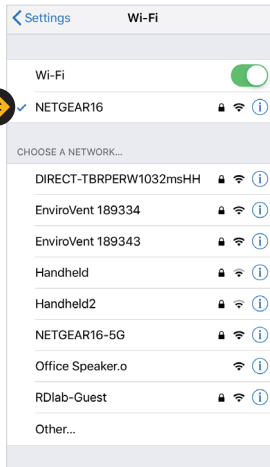 Settings Wi-Fi
Wi-Fi
NETGEAR16
CHOOSE A NETWORK...
DIRECT-TBRPERW1032msHH
EnviroVent 189334
EnviroVent 189343
Handheld
Handheld2
NETGEAR16-5G
Office Speaker.o
RDlab-Guest
Other...